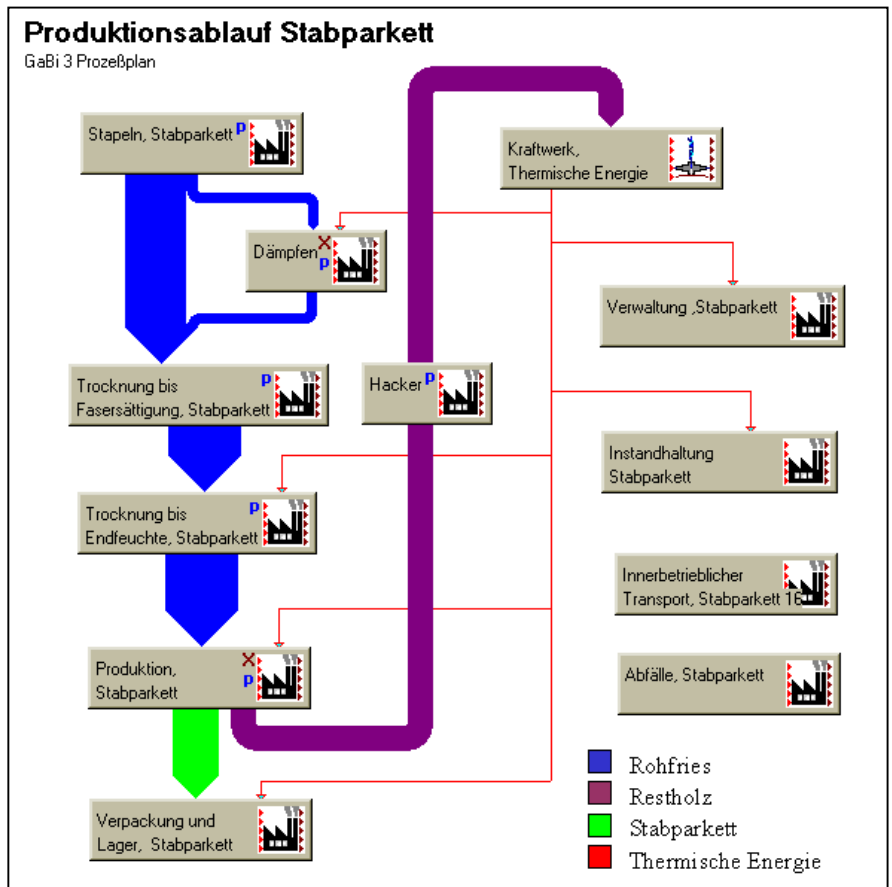 Produktionsablauf Stabparkett
GaBi 3 Prozeßplan
Stapeln, Stabparkett p
Kraftwerk,
Thermische Energie
Dämpfen X
p
Verwaltung ,Stabparkett
Trocknung bis p
Fasersättigung, Stabparkett
Hacker p
Instandhaltung
Stabparkett
Trocknung bis p
Endfeuchte, Stabparkett
Innerbetrieblicher
Transport, Stabparkett 16
Produktion, X
Stabparkett p
Abfälle, Stabparkett
Verpackung und
Lager, Stabparkett
Rohfries
Restholz
Stabparkett
Thermische Energie